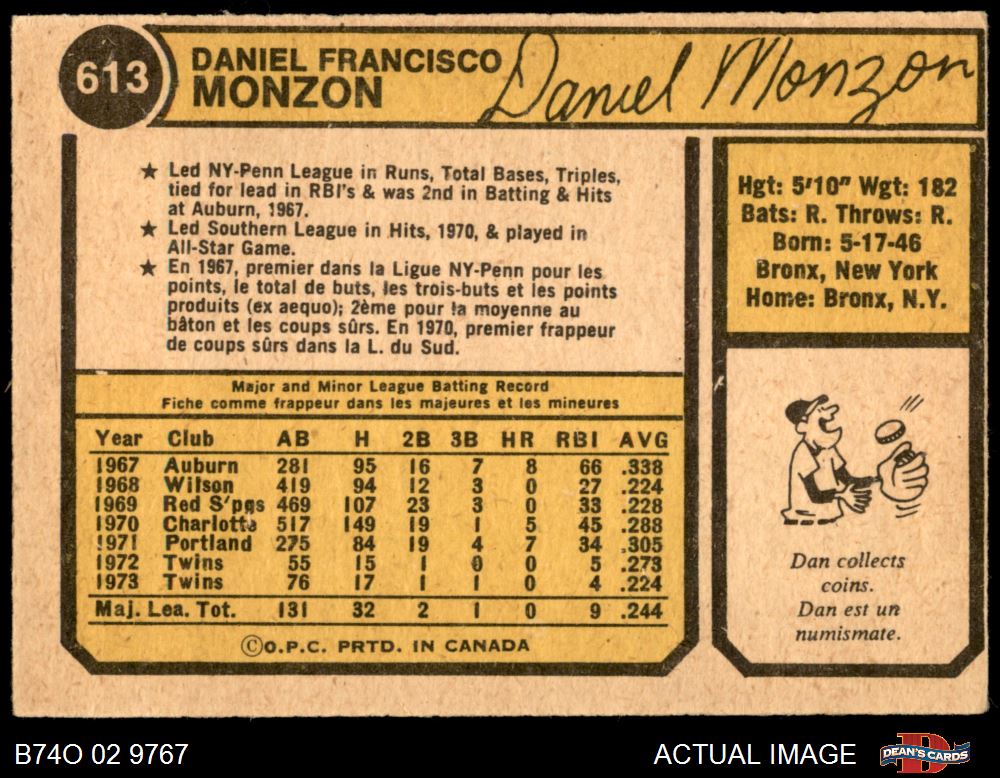 613
DANIEL FRANCISCO
MONZON
Daniel Monzon
★ Led NY-Penn League in Runs, Total Bases, Triples,
tied for lead in RBI's & was 2nd in Batting & Hits
at Auburn, 1967.
★ Led Southern League in Hits, 1970, & played in
All-Star Game.
★ En 1967, premier dans la Ligue NY-Penn pour les
points, le total de buts, les trois-buts et les points
produits (ex aequo); 2ème pour la moyenne au
bâton et les coups sûrs. En 1970, premier frappeur
de coups sûrs dans la L. du Sud.
Hgt: 5'10" Wgt: 182
Bats: R. Throws: R.
Born: 5-17-46
Bronx, New York
Home: Bronx, N.Y.
Major and Minor League Batting Record
Fiche comme frappeur dans les majeures et les mineures
Year Club AB H 2B 3B HR RBI AVG
1967 Auburn 281 95 16 7 8 66 .338
1968 Wilson 419 94 12 3 0 27 .224
1969 Red S'pgs 469 107 23 3 0 33 .228
1970 Charlotte 517 149 19 1 5 45 .288
1971 Portland 275 84 19 4 7 34 .305
1972 Twins 55 15 1 0 0 5 .273
1973 Twins 76 17 1 1 0 4 .224
Maj. Lea. Tot. 131 32 2 1 0 9 .244
©O.P.C. PRTD. IN CANADA
Dan collects
coins.
Dan est un
numismate.
B74O 02 9767
ACTUAL IMAGE
DEAN'S CARDS